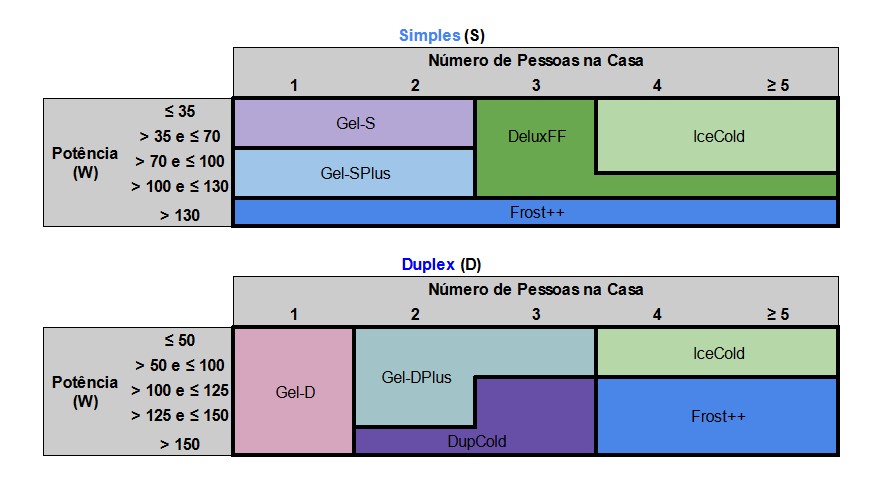 Simples (S)
Número de Pessoas na Casa
1 2 3 4 ≥ 5
Potência (W)
≤ 35
> 35 e ≤ 70
> 70 e ≤ 100
> 100 e ≤ 130
> 130
Gel-S
DeluxFF
IceCold
Gel-SPlus
Frost++
Duplex (D)
Número de Pessoas na Casa
1 2 3 4 ≥ 5
Potência (W)
≤ 50
> 50 e ≤ 100
> 100 e ≤ 125
> 125 e ≤ 150
> 150
IceCold
Gel-DPlus
Gel-D
Frost++
DupCold